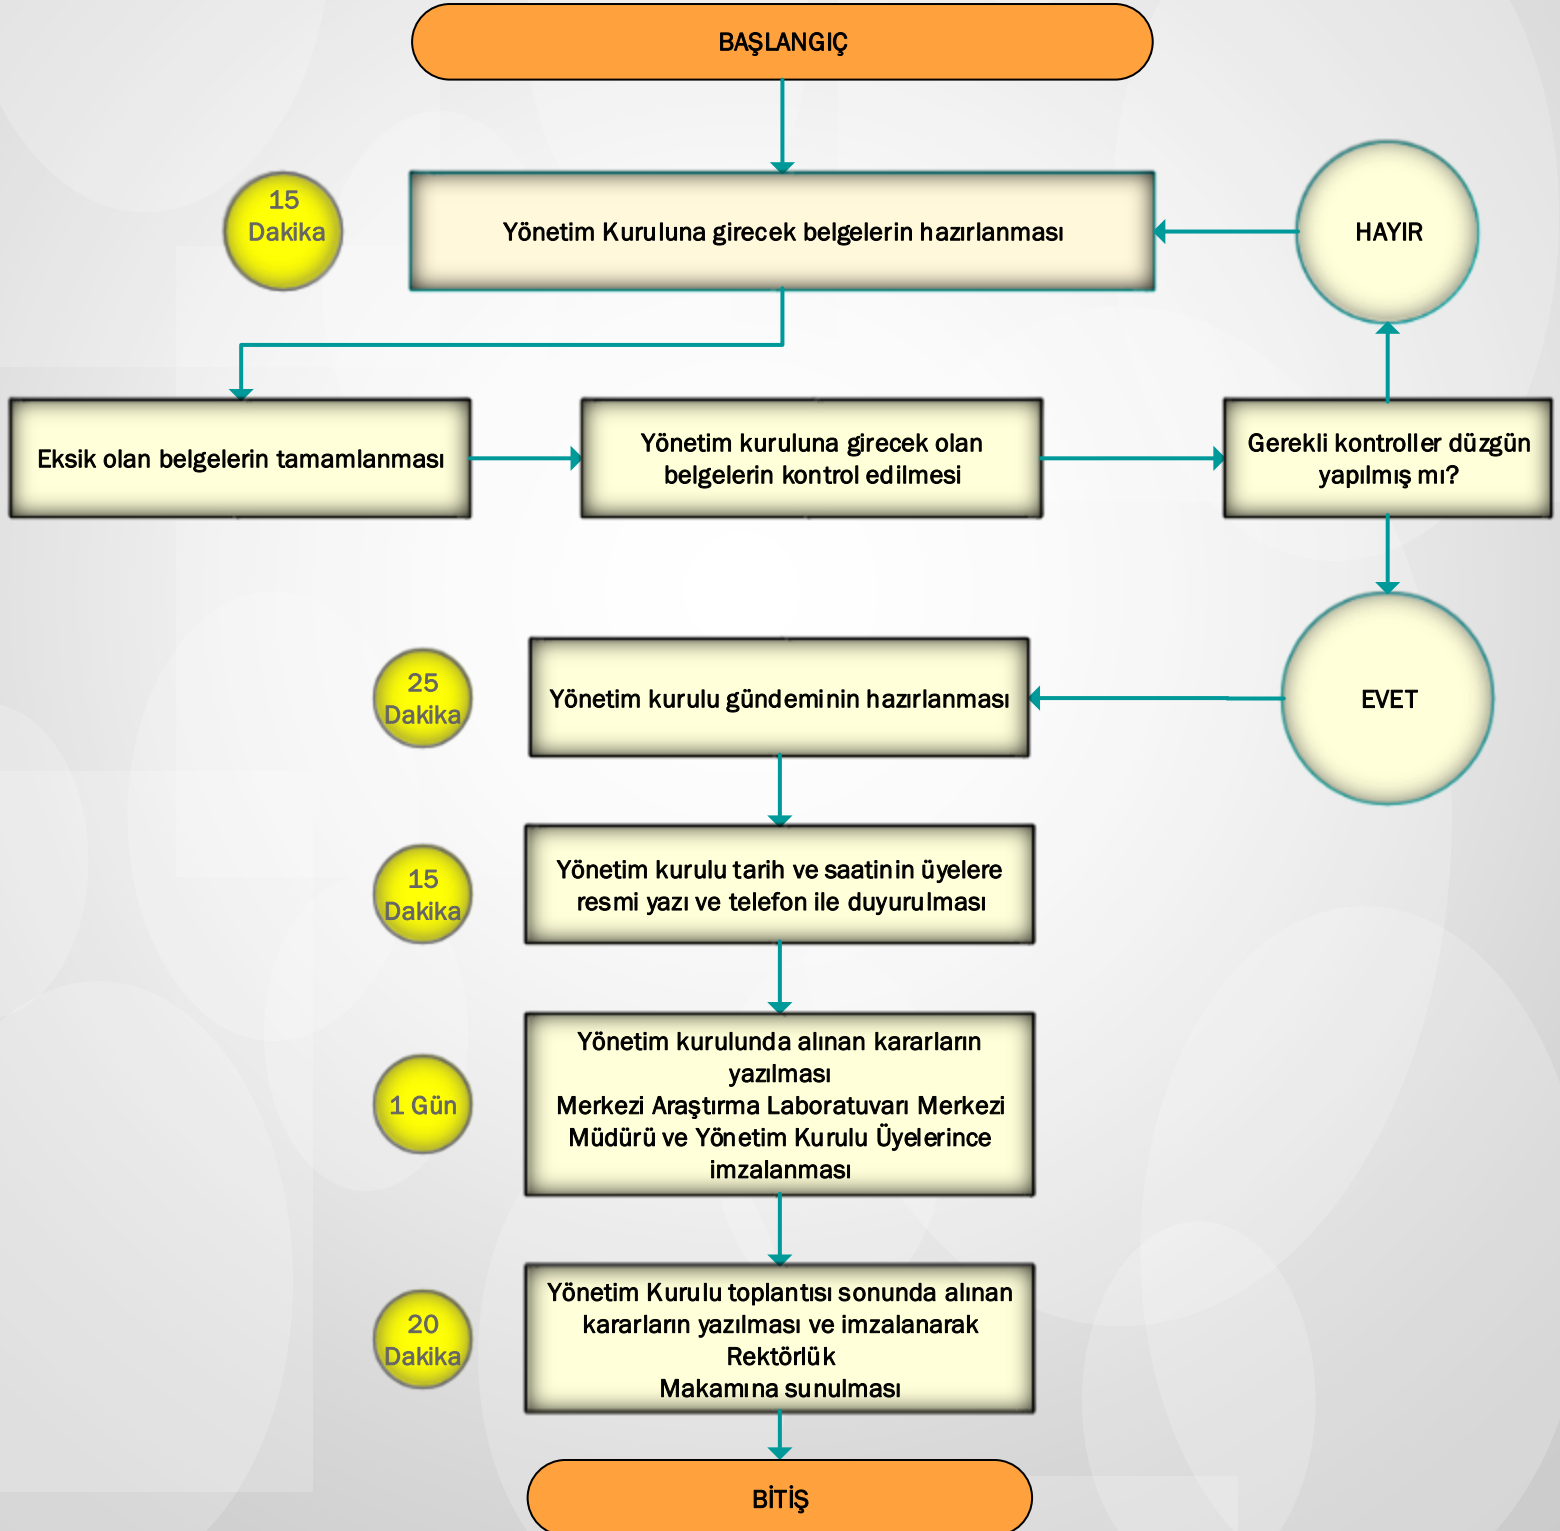 BAŞLANGIÇ
15
Dakika
Yönetim Kuruluna girecek belgelerin hazırlanması
HAYIR
Eksik olan belgelerin tamamlanması
Yönetim kuruluna girecek olan
belgelerin kontrol edilmesi
Gerekli kontroller düzgün
yapılmış mı?
25
Dakika
Yönetim kurulu gündeminin hazırlanması
EVET
15
Dakika
Yönetim kurulu tarih ve saatinin üyelere
resmi yazı ve telefon ile duyurulması
1 Gün
Yönetim kurulunda alınan kararların
yazılması
Merkezi Araştırma Laboratuvarı Merkezi
Müdürü ve Yönetim Kurulu Üyelerince
imzalanması
20
Dakika
Yönetim Kurulu toplantısı sonunda alınan
kararların yazılması ve imzalanarak
Rektörlük
Makamına sunulması
BİTİŞ